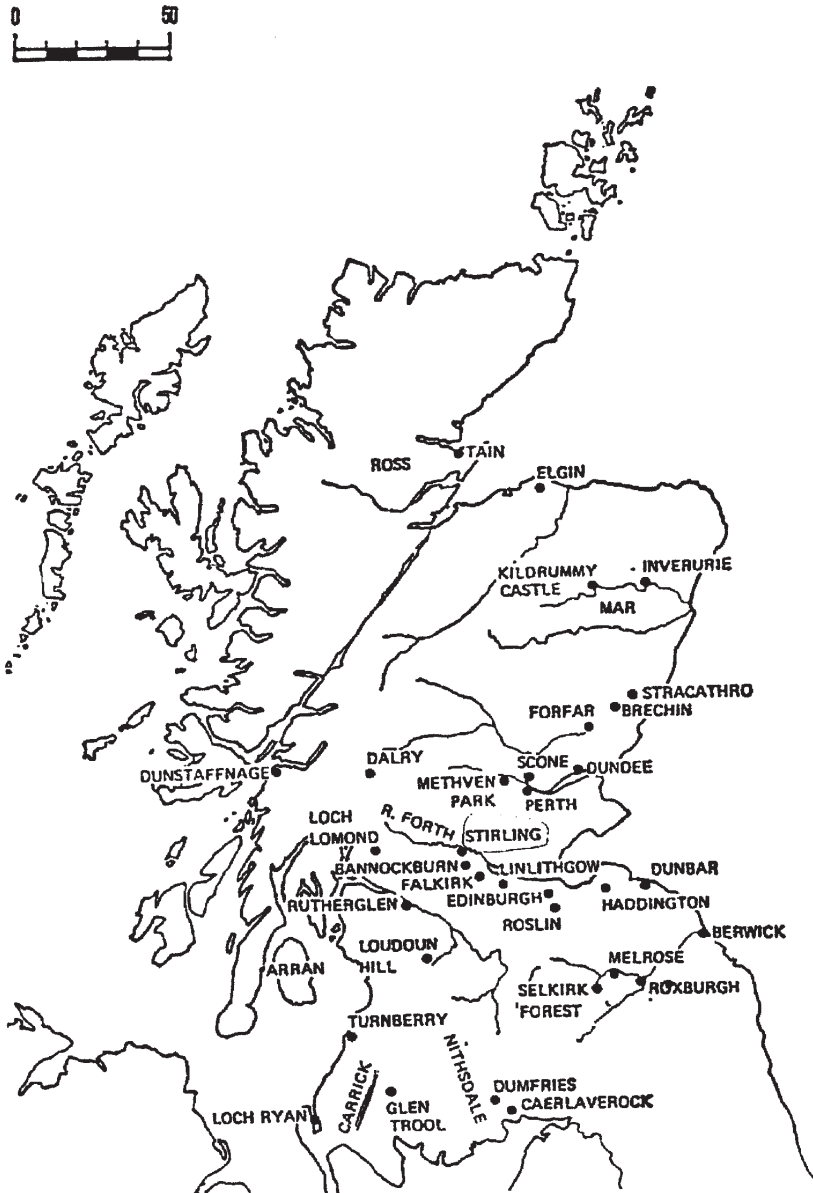 0 50
ROSS
TAIN
ELGIN
KILDRUMMY
CASTLE
INVERURIE
MAR
STRACATHRO
BRECHIN
FORFAR
DALRY
SCONE
DUNDEE
DUNSTAFFNAGE
METHVEN
PARK
PERTH
LOCH
LOMOND
R. FORTH
STIRLING
BANNOCKBURN
LINLITHGOW
DUNBAR
FALKIRK
EDINBURGH
HADDINGTON
RUTHERGLEN
ROSLIN
BERWICK
LOUDOUN
HILL
ARRAN
MELROSE
SELKIRK
FOREST
ROXBURGH
TURNBERRY
NITHSDALE
CARRICK
DUMFRIES
CAERLAVEROCK
LOCH RYAN
GLEN
TROOL